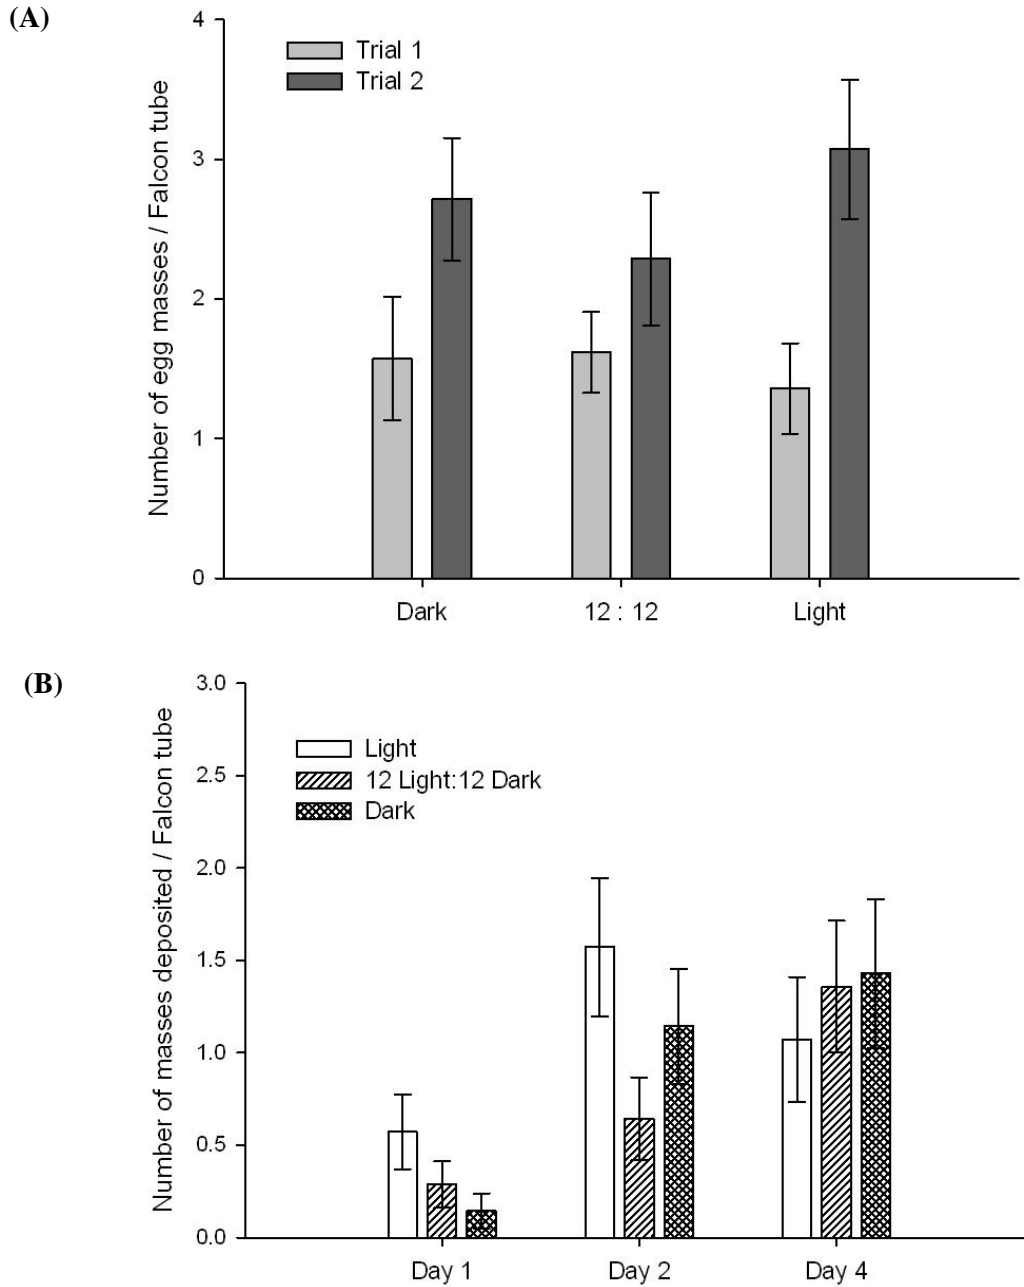 (A)
Number of egg masses / Falcon tube
4
3
2
1
0
Trial 1
Trial 2
Dark
12 : 12
Light
(B)
Number of masses deposited / Falcon tube
3.0
2.5
2.0
1.5
1.0
0.5
0.0
Light
12 Light:12 Dark
Dark
Day 1
Day 2
Day 4